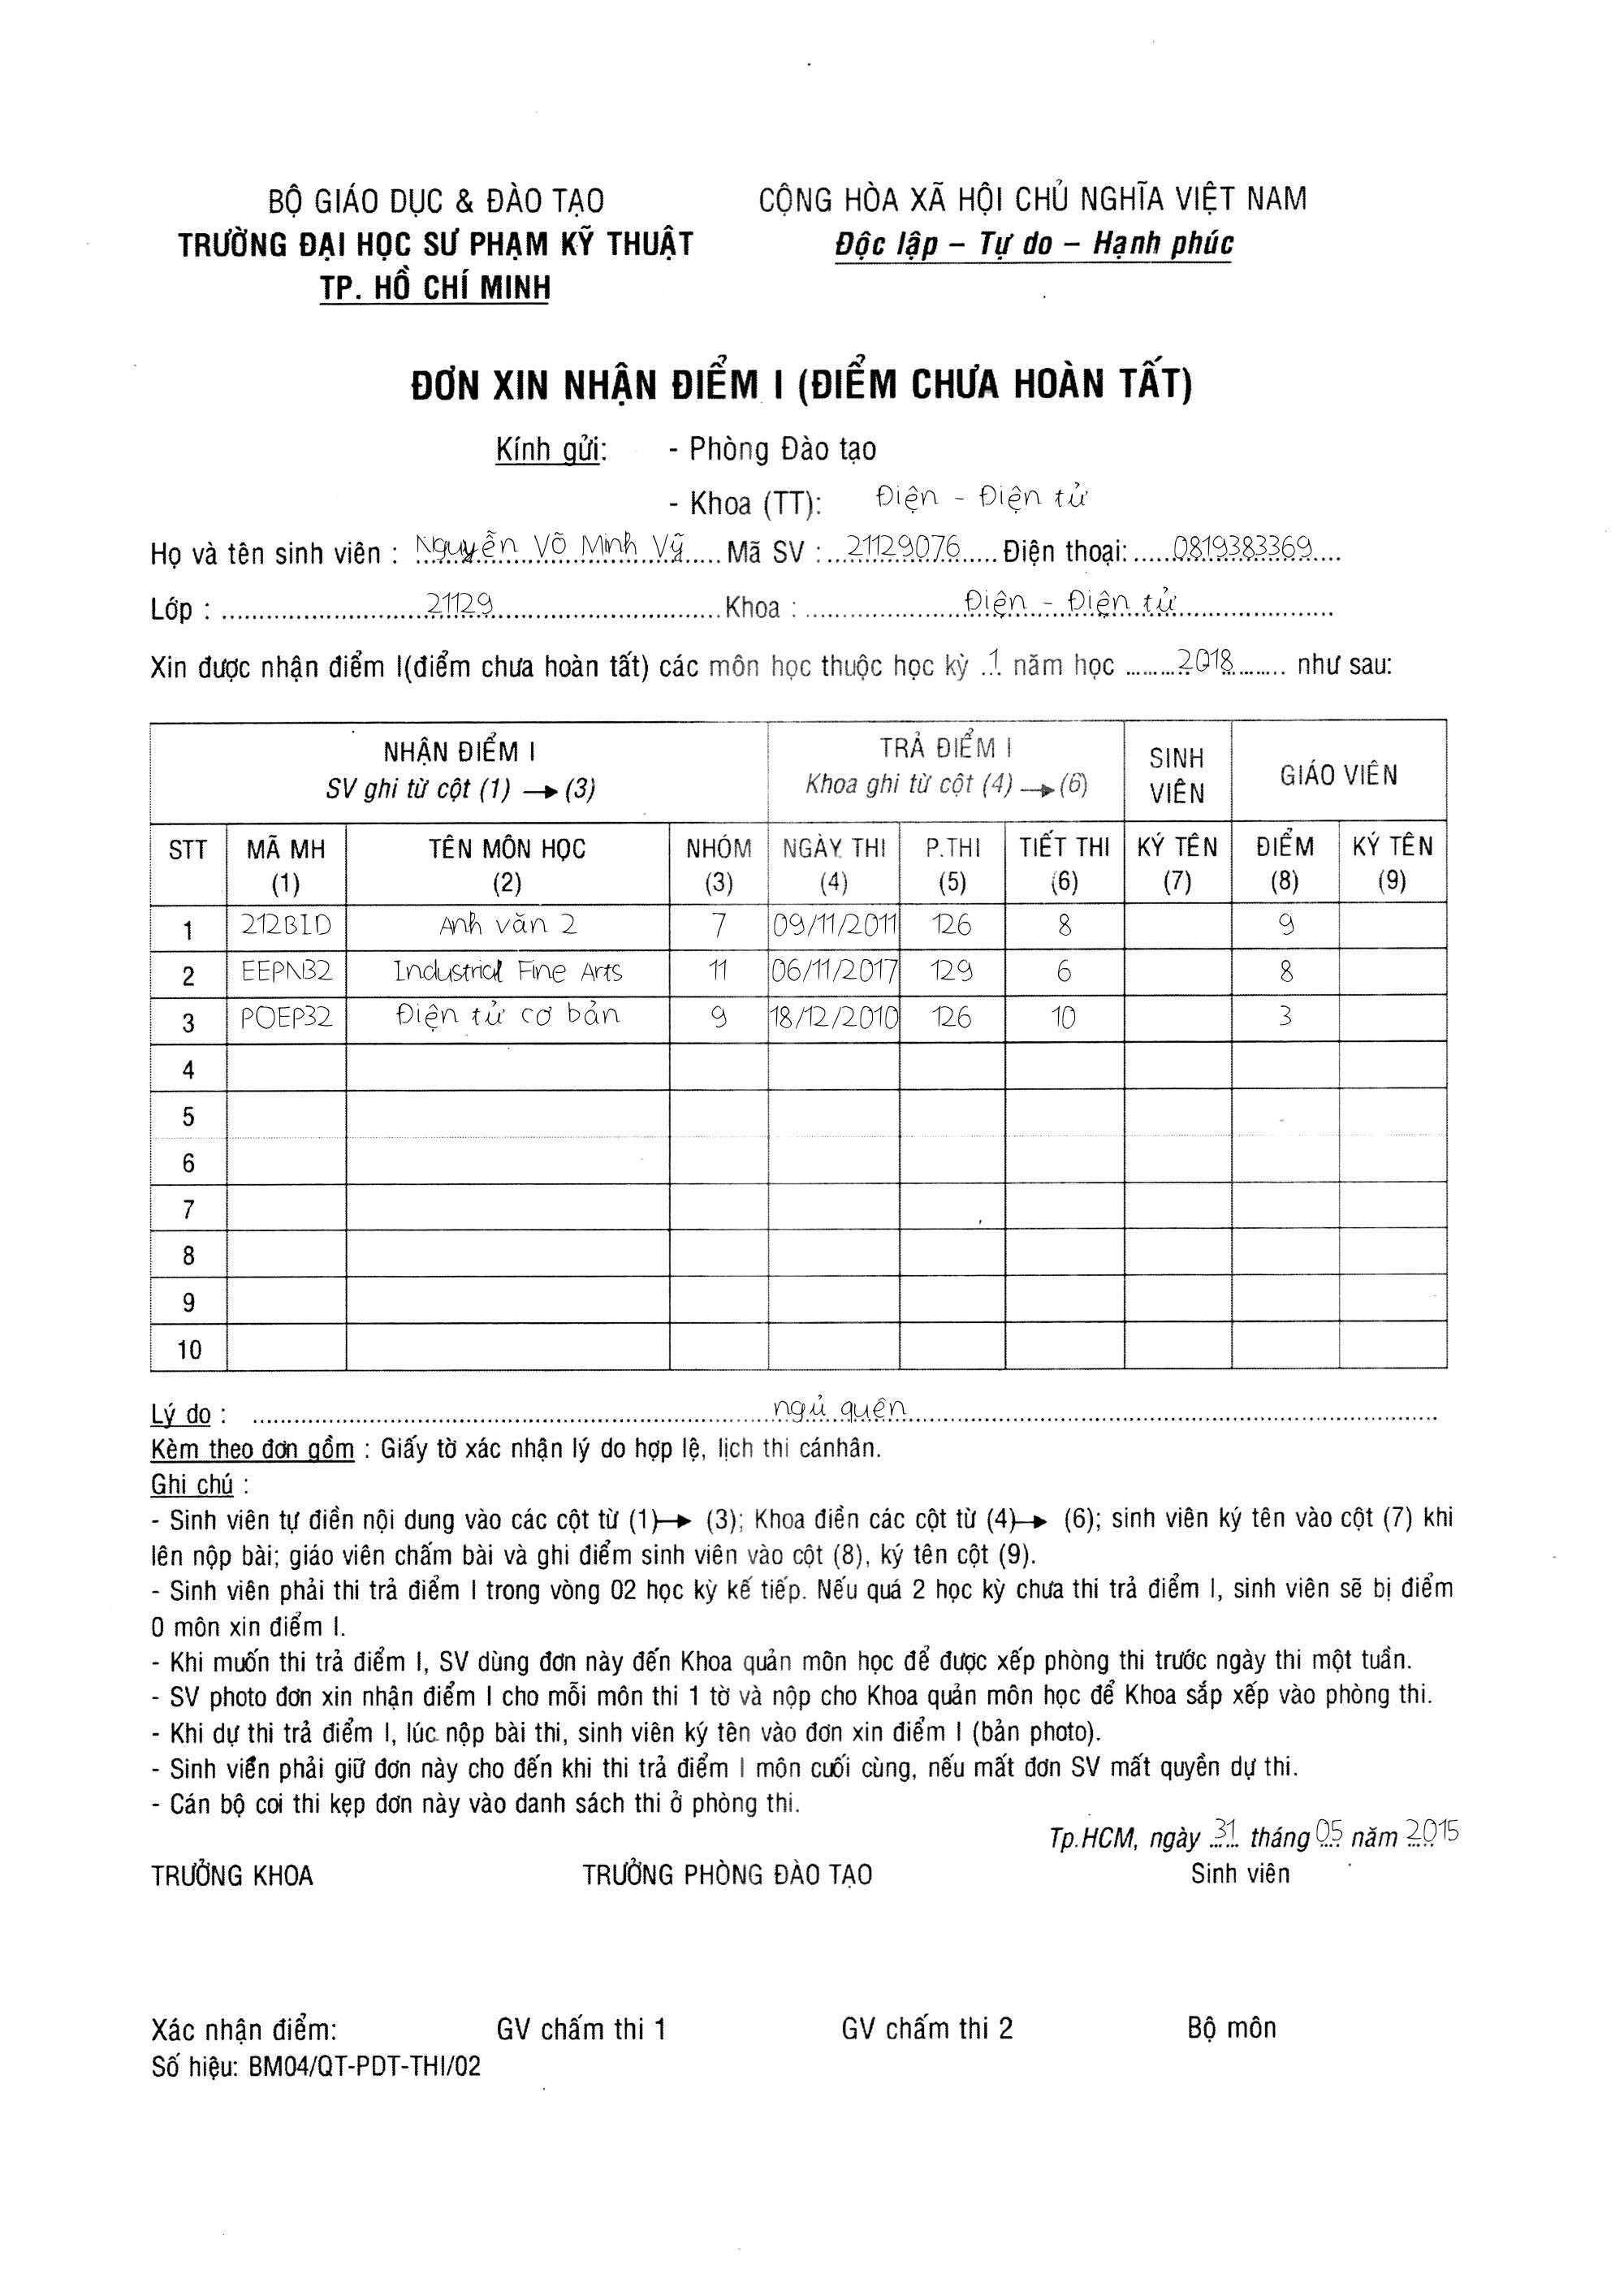 BỘ GIÁO DỤC & ĐÀO TẠO CỘNG HÒA XÃ HỘI CHỦ NGHĨA VIỆT NAM
TRƯỜNG ĐẠI HỌC SƯ PHẠM KỸ THUẬT Độc lập – Tự do – Hạnh phúc
TP. HỒ CHÍ MINH
ĐƠN XIN NHẬN ĐIỂM I (ĐIỂM CHƯA HOÀN TẤT)
Kính gửi: - Phòng Đào tạo
- Khoa (TT): Điện - Điện tử
Họ và tên sinh viên : Nguyễn Võ Minh Vỹ Mã SV : 21129076 Điện thoại: 0819383369
Lớp : 21129 Khoa : Điện - Điện tử
Xin được nhận điểm I(điểm chưa hoàn tất) các môn học thuộc học kỳ 1 năm học 2018 như sau:
NHẬN ĐIỂM I TRẢ ĐIỂM I SINH VIÊN GIÁO VIÊN
SV ghi từ cột (1) → (3) Khoa ghi từ cột (4) → (6)
STT MÃ MH TÊN MÔN HỌC NHÓM NGÀY THI P.THI TIẾT THI KÝ TÊN ĐIỂM KÝ TÊN
(1) (2) (3) (4) (5) (6) (7) (8) (9)
1 212BID Anh văn 2 7 09/11/2011 126 8 9
2 EEPN32 Industrial Fine Arts 11 06/11/2017 129 6 8
3 POEP32 Điện tử cơ bản 9 18/12/2010 126 10 3
4
5
6
7
8
9
10
Lý do : ngủ quên
Kèm theo đơn gồm : Giấy tờ xác nhận lý do hợp lệ, lịch thi cánhân.
Ghi chú :
- Sinh viên tự điền nội dung vào các cột từ (1)→ (3); Khoa điền các cột từ (4)→ (6); sinh viên ký tên vào cột (7) khi
lên nộp bài; giáo viên chấm bài và ghi điểm sinh viên vào cột (8), ký tên cột (9).
- Sinh viên phải thi trả điểm I trong vòng 02 học kỳ kế tiếp. Nếu quá 2 học kỳ chưa thi trả điểm I, sinh viên sẽ bị điểm
0 môn xin điểm I.
- Khi muốn thi trả điểm I, SV dùng đơn này đến Khoa quản môn học để được xếp phòng thi trước ngày thi một tuần.
- SV photo đơn xin nhận điểm I cho mỗi môn thi 1 tờ và nộp cho Khoa quản môn học để Khoa sắp xếp vào phòng thi.
- Khi dự thi trả điểm I, lúc nộp bài thi, sinh viên ký tên vào đơn xin điểm I (bản photo).
- Sinh viển phải giữ đơn này cho đến khi thi trả điểm I môn cuối cùng, nếu mất đơn SV mất quyền dự thi.
- Cán bộ coi thi kẹp đơn này vào danh sách thi ở phòng thi.
Tp.HCM, ngày 31 tháng 05 năm 2015
TRƯỞNG KHOA TRƯỞNG PHÒNG ĐÀO TẠO Sinh viên
Xác nhận điểm: GV chấm thi 1 GV chấm thi 2 Bộ môn
Số hiệu: BM04/QT-PDT-THI/02